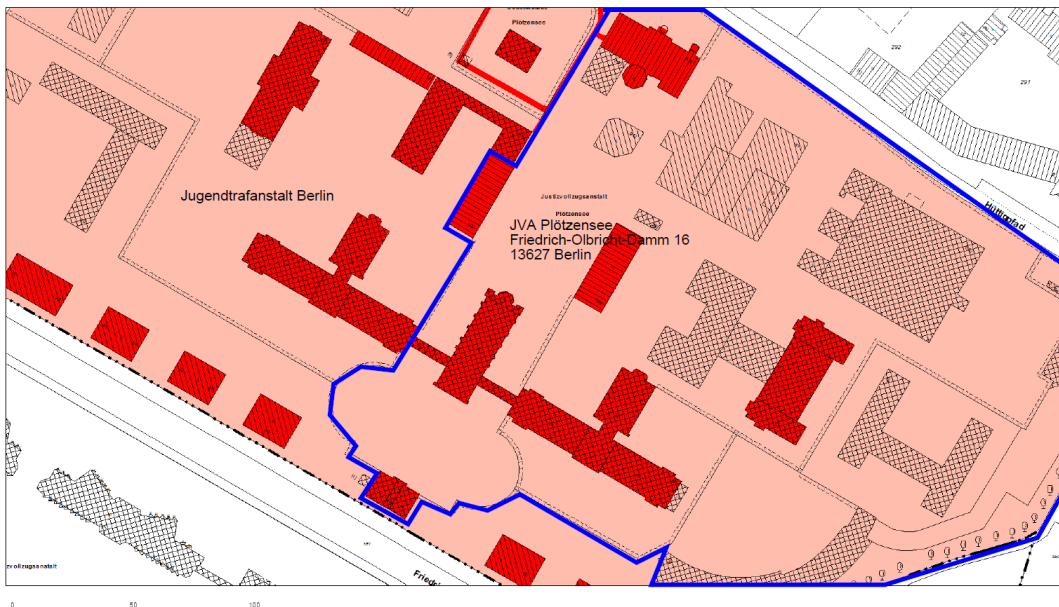 Plötzensee
292
291
Jugendtrafanstalt Berlin
Justizvollzugsanstalt
Plötzensee
JVA Plötzensee
Friedrich-Olbricht-Damm 16
13627 Berlin
Hüttigpfad
zvollzugsanstalt
Friedri
0 50 100